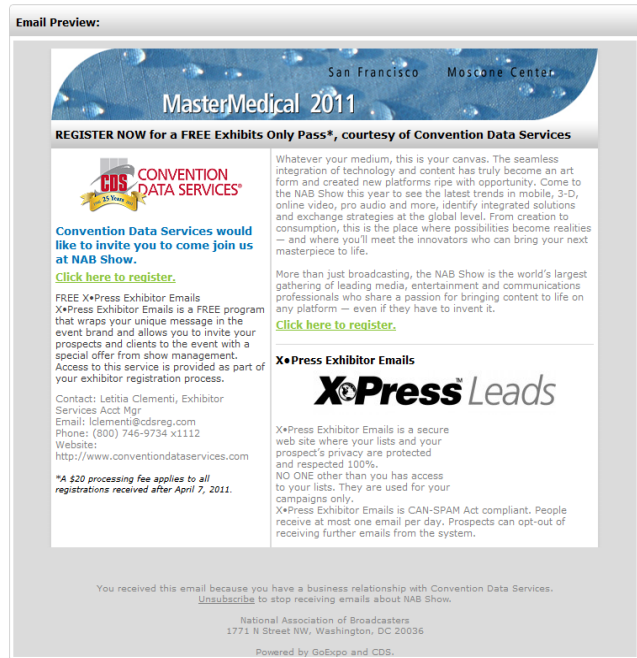 Email Preview:
San Francisco Moscone Center
MasterMedical 2011
REGISTER NOW for a FREE Exhibits Only Pass*, courtesy of Convention Data Services
CDS
25 Years
CONVENTION
DATA SERVICES®
Convention Data Services would
like to invite you to come join us
at NAB Show.
Click here to register.
FREE X•Press Exhibitor Emails
X•Press Exhibitor Emails is a FREE program
that wraps your unique message in the
event brand and allows you to invite your
prospects and clients to the event with a
special offer from show management.
Access to this service is provided as part of
your exhibitor registration process.
Contact: Letitia Clementi, Exhibitor
Services Acct Mgr
Email: lclementi@cdsreg.com
Phone: (800) 746-9734 x1112
Website:
http://www.conventiondataservices.com
*A $20 processing fee applies to all
registrations received after April 7, 2011.
Whatever your medium, this is your canvas. The seamless
integration of technology and content has truly become an art
form and created new platforms ripe with opportunity. Come to
the NAB Show this year to see the latest trends in mobile, 3-D,
online video, pro audio and more, identify integrated solutions
and exchange strategies at the global level. From creation to
consumption, this is the place where possibilities become realities
— and where you'll meet the innovators who can bring your next
masterpiece to life.
More than just broadcasting, the NAB Show is the world's largest
gathering of leading media, entertainment and communications
professionals who share a passion for bringing content to life on
any platform — even if they have to invent it.
Click here to register.
X•Press Exhibitor Emails
X•Press™ Leads
X•Press Exhibitor Emails is a secure
web site where your lists and your
prospect's privacy are protected
and respected 100%.
NO ONE other than you has access
to your lists. They are used for your
campaigns only.
X•Press Exhibitor Emails is CAN-SPAM Act compliant. People
receive at most one email per day. Prospects can opt-out of
receiving further emails from the system.
You received this email because you have a business relationship with Convention Data Services.
Unsubscribe to stop receiving emails about NAB Show.
National Association of Broadcasters
1771 N Street NW, Washington, DC 20036
Powered by GoExpo and CDS.